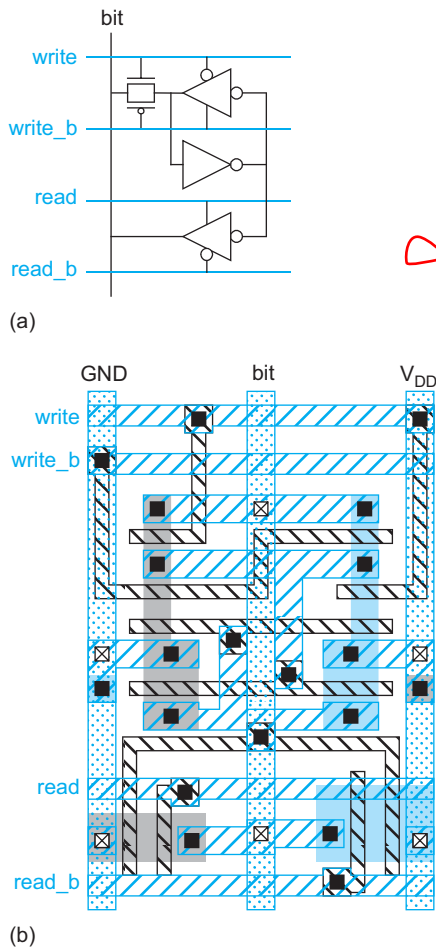 bit
write
write_b
read
read_b
(a)
GND bit VDD
write
write_b
read
read_b
(b)